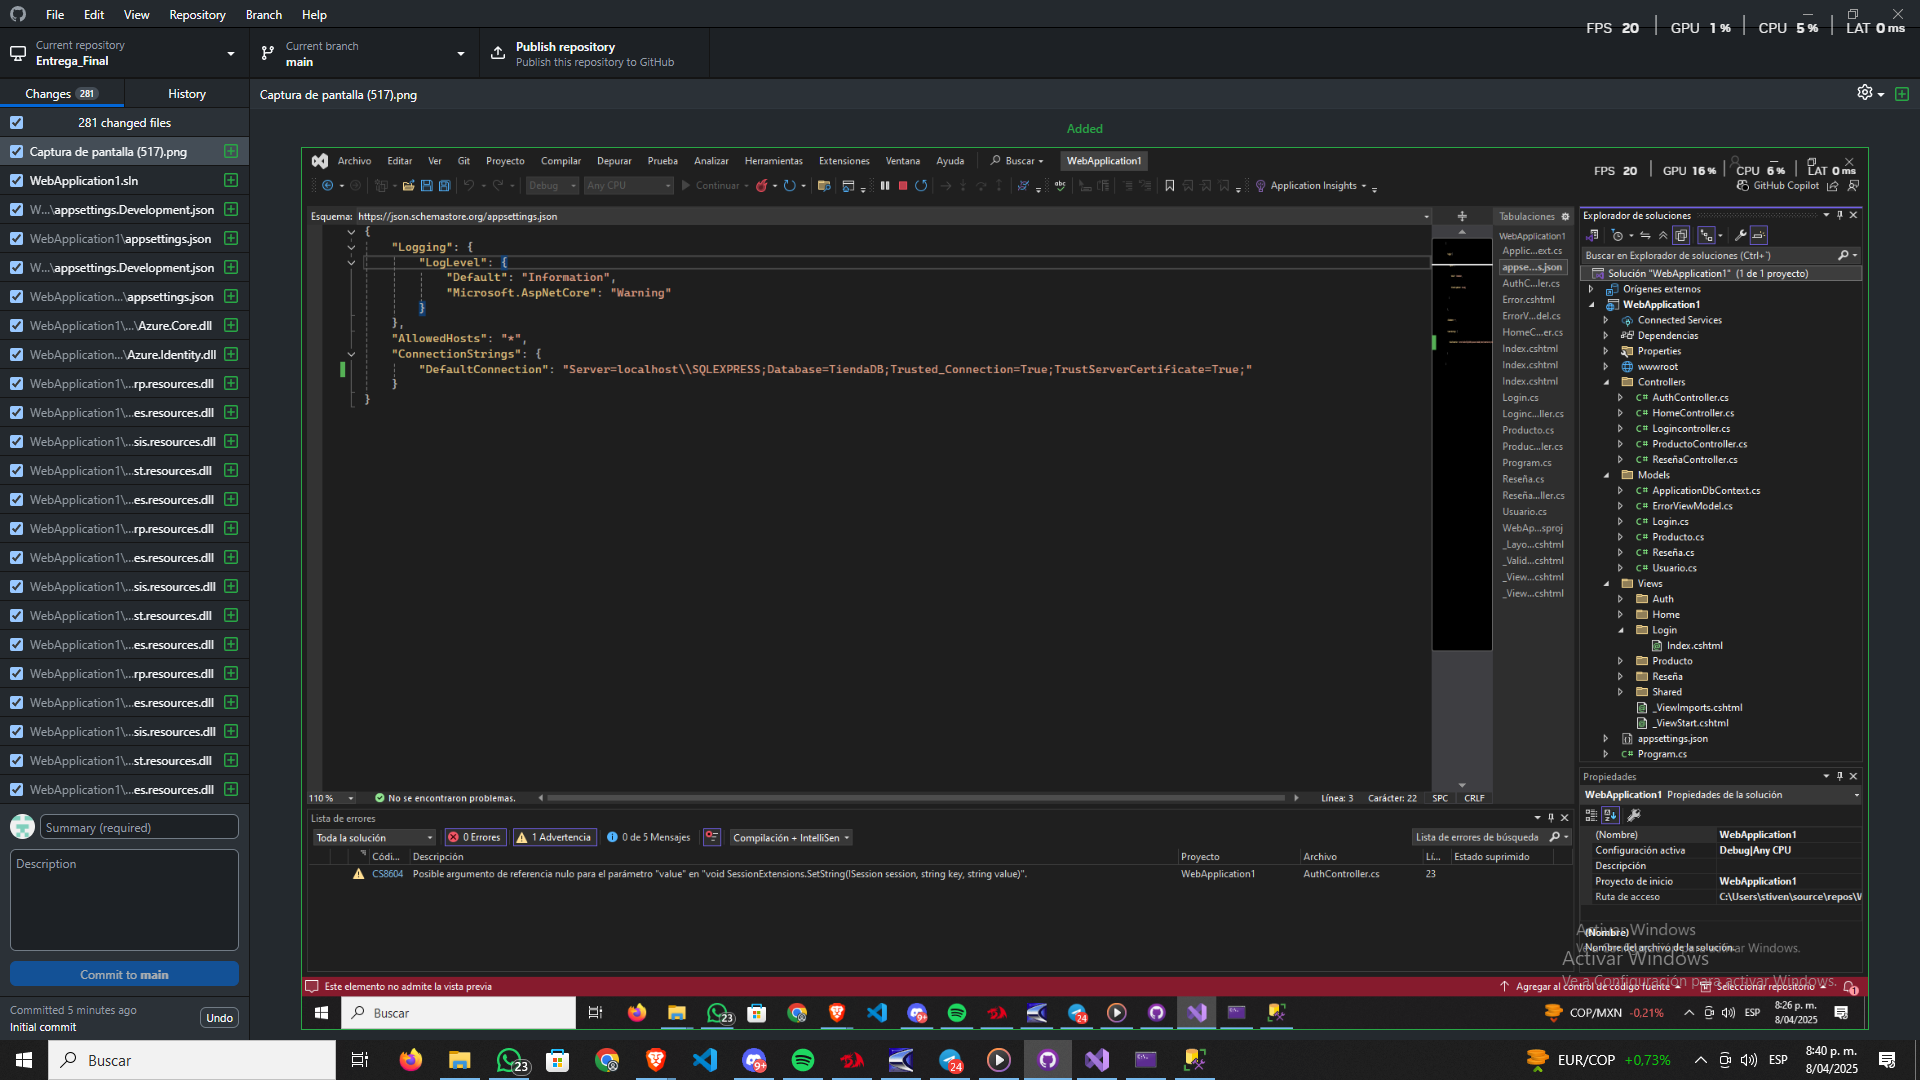 File Edit View Repository Branch Help
FPS 20 GPU 1 % CPU 5 % LAT 0 ms
Current repository
Entrega_Final
Current branch
main
Publish repository
Publish this repository to GitHub
Changes 281
History
Captura de pantalla (517).png
281 changed files
Captura de pantalla (517).png
WebApplication1.sln
W...\appsettings.Development.json
WebApplication1\appsettings.json
W...\appsettings.Development.json
WebApplication...\appsettings.json
WebApplication1\...\Azure.Core.dll
WebApplication...\Azure.Identity.dll
WebApplication1\...rp.resources.dll
WebApplication1\...es.resources.dll
WebApplication1\...sis.resources.dll
WebApplication1\...st.resources.dll
WebApplication1\...es.resources.dll
WebApplication1\...rp.resources.dll
WebApplication1\...es.resources.dll
WebApplication1\...sis.resources.dll
WebApplication1\...st.resources.dll
WebApplication1\...es.resources.dll
WebApplication1\...rp.resources.dll
WebApplication1\...es.resources.dll
WebApplication1\...sis.resources.dll
WebApplication1\...st.resources.dll
WebApplication1\...es.resources.dll
Summary (required)
Description
Commit to main
Committed 5 minutes ago
Initial commit
Undo
Added
Archivo Editar Ver Git Proyecto Compilar Depurar Prueba Analizar Herramientas Extensiones Ventana Ayuda Buscar WebApplication1
FPS 20 GPU 16 % CPU 6 % LAT 0 ms
Debug Any CPU Continuar Application Insights GitHub Copilot
Esquema: https://json.schemastore.org/appsettings.json
{
"Logging": {
"LogLevel": {
"Default": "Information",
"Microsoft.AspNetCore": "Warning"
}
},
"AllowedHosts": "*",
"ConnectionStrings": {
"DefaultConnection": "Server=localhost\\SQLEXPRESS;Database=TiendaDB;Trusted_Connection=True;TrustServerCertificate=True;"
}
}
Tabulaciones
WebApplication1
Applic...ext.cs
appse...s.json
AuthC...ler.cs
Error.cshtml
ErrorV...del.cs
HomeC...er.cs
Index.cshtml
Index.cshtml
Index.cshtml
Login.cs
Loginc...ller.cs
Producto.cs
Produc...ler.cs
Program.cs
Reseña.cs
Reseña...ller.cs
Usuario.cs
WebAp...sproj
_Layo...cshtml
_Valid...cshtml
_View...cshtml
_View...cshtml
Explorador de soluciones
Buscar en Explorador de soluciones (Ctrl+')
Solución "WebApplication1" (1 de 1 proyecto)
Orígenes externos
WebApplication1
Connected Services
Dependencias
Properties
wwwroot
Controllers
C# AuthController.cs
C# HomeController.cs
C# Logincontroller.cs
C# ProductoController.cs
C# ReseñaController.cs
Models
C# ApplicationDbContext.cs
C# ErrorViewModel.cs
C# Login.cs
C# Producto.cs
C# Reseña.cs
C# Usuario.cs
Views
Auth
Home
Login
Index.cshtml
Producto
Reseña
Shared
_ViewImports.cshtml
_ViewStart.cshtml
appsettings.json
C# Program.cs
110 % No se encontraron problemas. Línea: 3 Carácter: 22 SPC CRLF
Lista de errores
Toda la solución 0 Errores 1 Advertencia 0 de 5 Mensajes Compilación + IntelliSen Lista de errores de búsqueda
Códi... Descripción Proyecto Archivo Lí... Estado suprimido
CS8604 Posible argumento de referencia nulo para el parámetro "value" en "void SessionExtensions.SetString(ISession session, string key, string value)". WebApplication1 AuthController.cs 23
Propiedades
WebApplication1 Propiedades de la solución
(Nombre) WebApplication1
Configuración activa Debug|Any CPU
Descripción
Proyecto de inicio WebApplication1
Ruta de acceso C:\Users\stiven\source\repos\W
(Nombre)
Nombre del archivo de la solución.
Activar Windows
Ve a Configuración para activar Windows.
Activar Windows
Ve a Configuración para activar Windows.
Este elemento no admite la vista previa
Agregar al control de código fuente Seleccionar repositorio 1
Buscar
23 9+ 24
COP/MXN -0,21%
ESP
8:26 p. m.
8/04/2025
Buscar
23 9+ 24
EUR/COP +0,73%
ESP
8:40 p. m.
8/04/2025